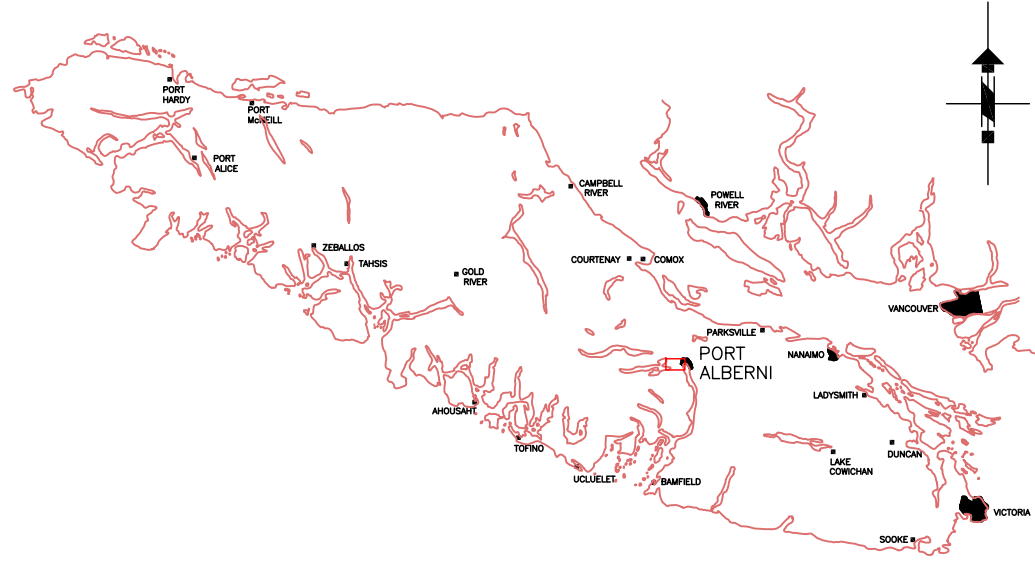 PORT
HARDY
PORT
McNEILL
PORT
ALICE
CAMPBELL
RIVER
POWELL
RIVER
ZEBALLOS
TAHSIS
GOLD
RIVER
COURTENAY
COMOX
VANCOUVER
PARKSVILLE
NANAIMO
PORT
ALBERNI
LADYSMITH
AHOUSAHT
TOFINO
UCLUELET
BAMFIELD
LAKE
COWICHAN
DUNCAN
VICTORIA
SOOKE